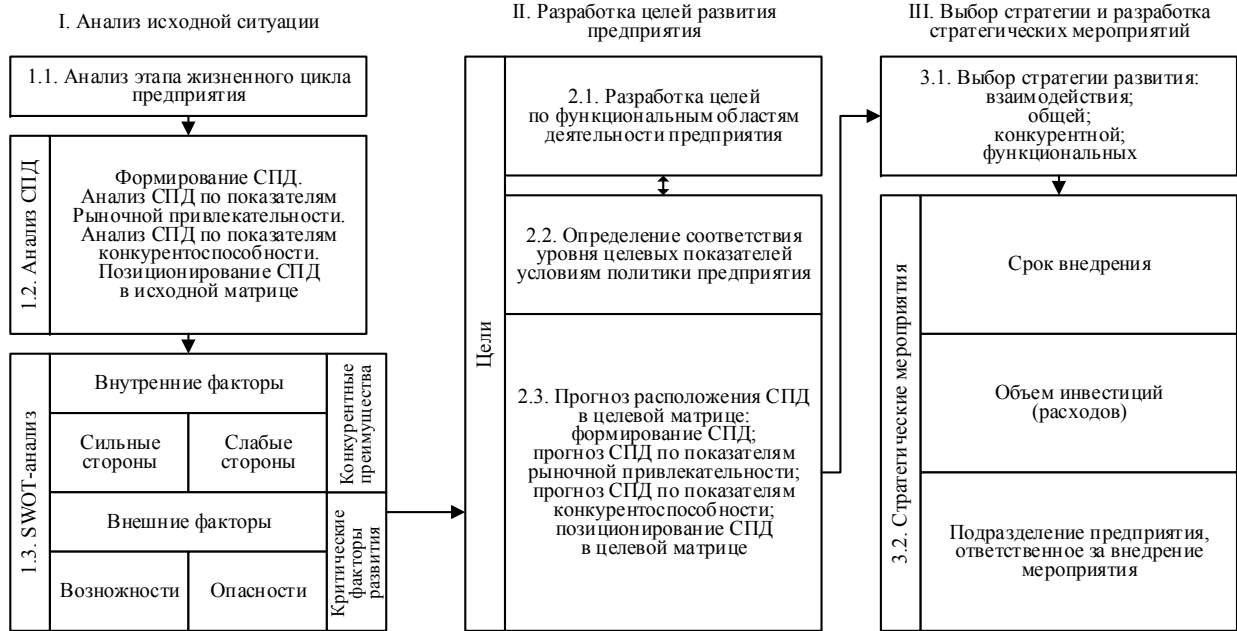 I. Анализ исходной ситуации
1.1. Анализ этапа жизненного цикла
предприятия
1.2. Анализ СПД
Формирование СПД.
Анализ СПД по показателям
Рыночной привлекательности.
Анализ СПД по показателям
конкурентоспособности.
Позиционирование СПД
в исходной матрице
1.3. SWOT-анализ
Внутренние факторы
Сильные
стороны
Слабые
стороны
Конкурентные
преимущества
Внешние факторы
Возможности
Опасности
Критические
факторы
развития
II. Разработка целей развития
предприятия
Цели
2.1. Разработка целей
по функциональным областям
деятельности предприятия
2.2. Определение соответствия
уровня целевых показателей
условиям политики предприятия
2.3. Прогноз расположения СПД
в целевой матрице:
формирование СПД;
прогноз СПД по показателям
рыночной привлекательности;
прогноз СПД по показателям
конкурентоспособности;
позиционирование СПД
в целевой матрице
III. Выбор стратегии и разработка
стратегических мероприятий
3.1. Выбор стратегии развития:
взаимодействия;
общей;
конкурентной;
функциональных
3.2. Стратегические мероприятия
Срок внедрения
Объем инвестиций
(расходов)
Подразделение предприятия,
ответственное за внедрение
мероприятия